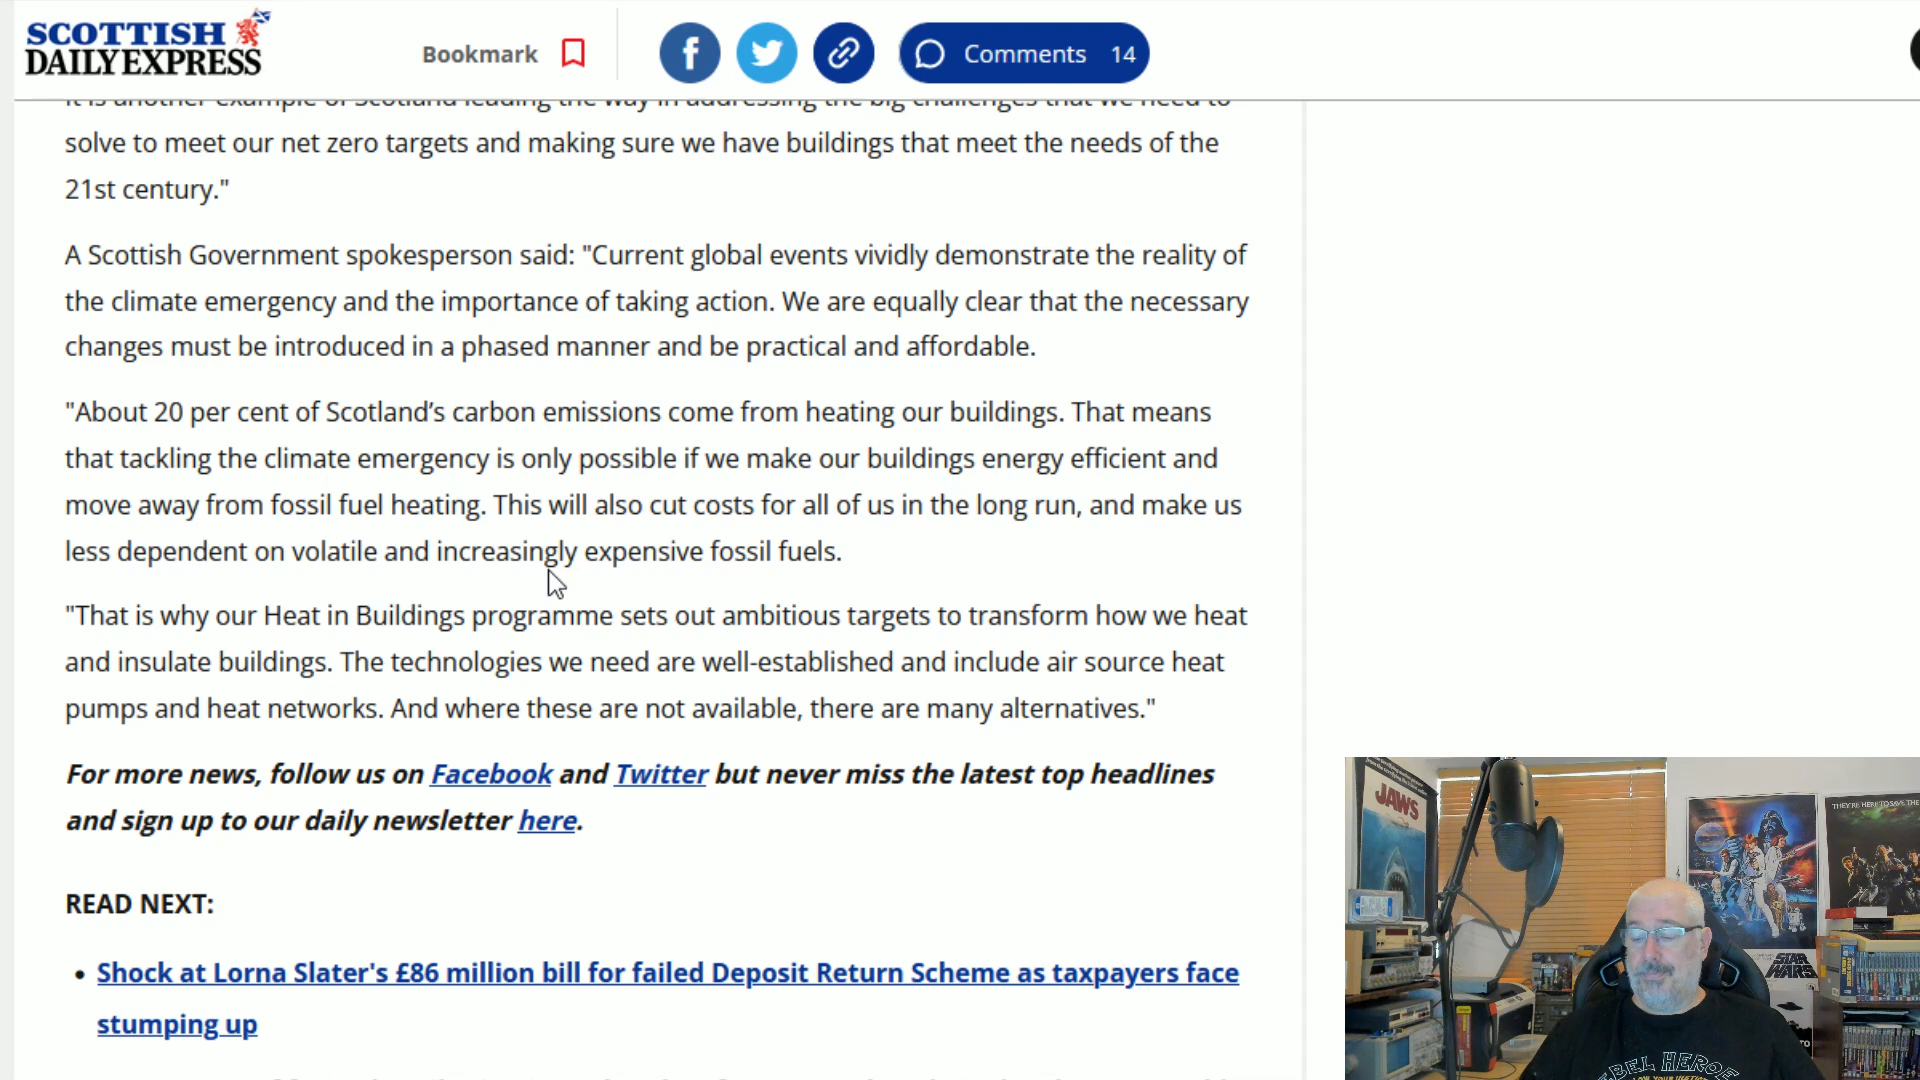 SCOTTISH
DAILY EXPRESS
Bookmark
Comments 14
It is another example of Scotland leading the way in addressing the big challenges that we need to
solve to meet our net zero targets and making sure we have buildings that meet the needs of the
21st century."
A Scottish Government spokesperson said: "Current global events vividly demonstrate the reality of
the climate emergency and the importance of taking action. We are equally clear that the necessary
changes must be introduced in a phased manner and be practical and affordable.
"About 20 per cent of Scotland’s carbon emissions come from heating our buildings. That means
that tackling the climate emergency is only possible if we make our buildings energy efficient and
move away from fossil fuel heating. This will also cut costs for all of us in the long run, and make us
less dependent on volatile and increasingly expensive fossil fuels.
"That is why our Heat in Buildings programme sets out ambitious targets to transform how we heat
and insulate buildings. The technologies we need are well-established and include air source heat
pumps and heat networks. And where these are not available, there are many alternatives."
For more news, follow us on Facebook and Twitter but never miss the latest top headlines
and sign up to our daily newsletter here.
READ NEXT:
• Shock at Lorna Slater's £86 million bill for failed Deposit Return Scheme as taxpayers face
stumping up
JAWS
THEY'RE HERE TO SAVE THE
STAR
WARS
REBEL HEROE